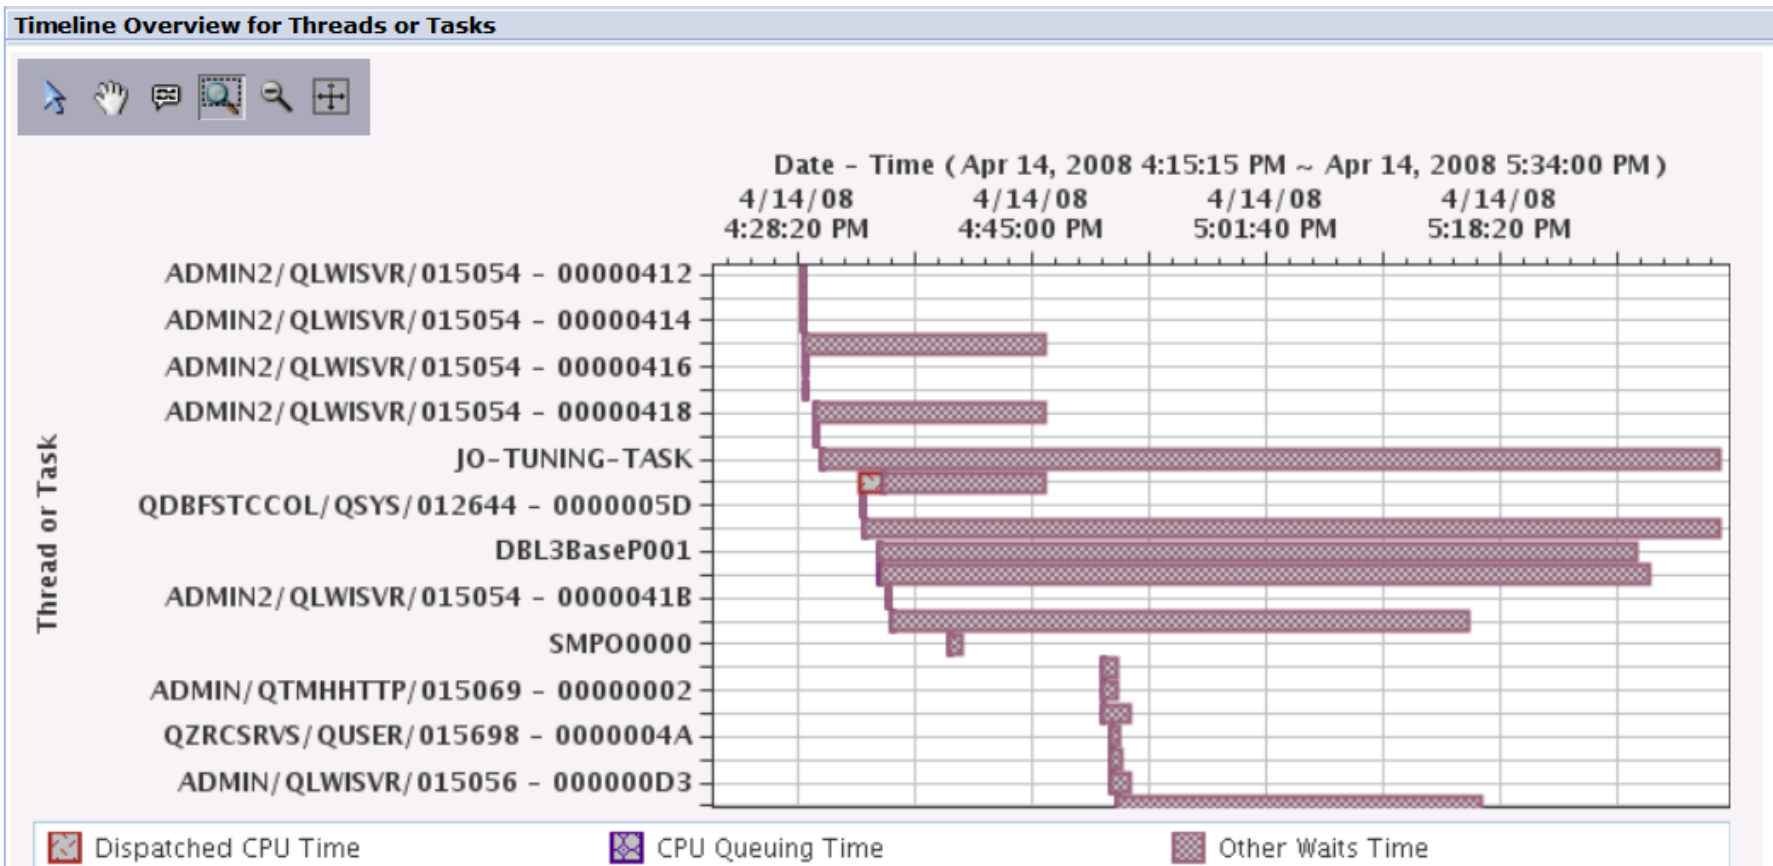 Timeline Overview for Threads or Tasks
Date - Time ( Apr 14, 2008 4:15:15 PM ~ Apr 14, 2008 5:34:00 PM )
4/14/08 4/14/08 4/14/08 4/14/08
4:28:20 PM 4:45:00 PM 5:01:40 PM 5:18:20 PM
Thread or Task
ADMIN2/QLWISVR/015054 - 00000412
ADMIN2/QLWISVR/015054 - 00000414
ADMIN2/QLWISVR/015054 - 00000416
ADMIN2/QLWISVR/015054 - 00000418
JO-TUNING-TASK
QDBFSTCCOL/QSYS/012644 - 0000005D
DBL3BaseP001
ADMIN2/QLWISVR/015054 - 0000041B
SMPO0000
ADMIN/QTMHHTTP/015069 - 00000002
QZRCSRVS/QUSER/015698 - 0000004A
ADMIN/QLWISVR/015056 - 000000D3
Dispatched CPU Time CPU Queuing Time Other Waits Time